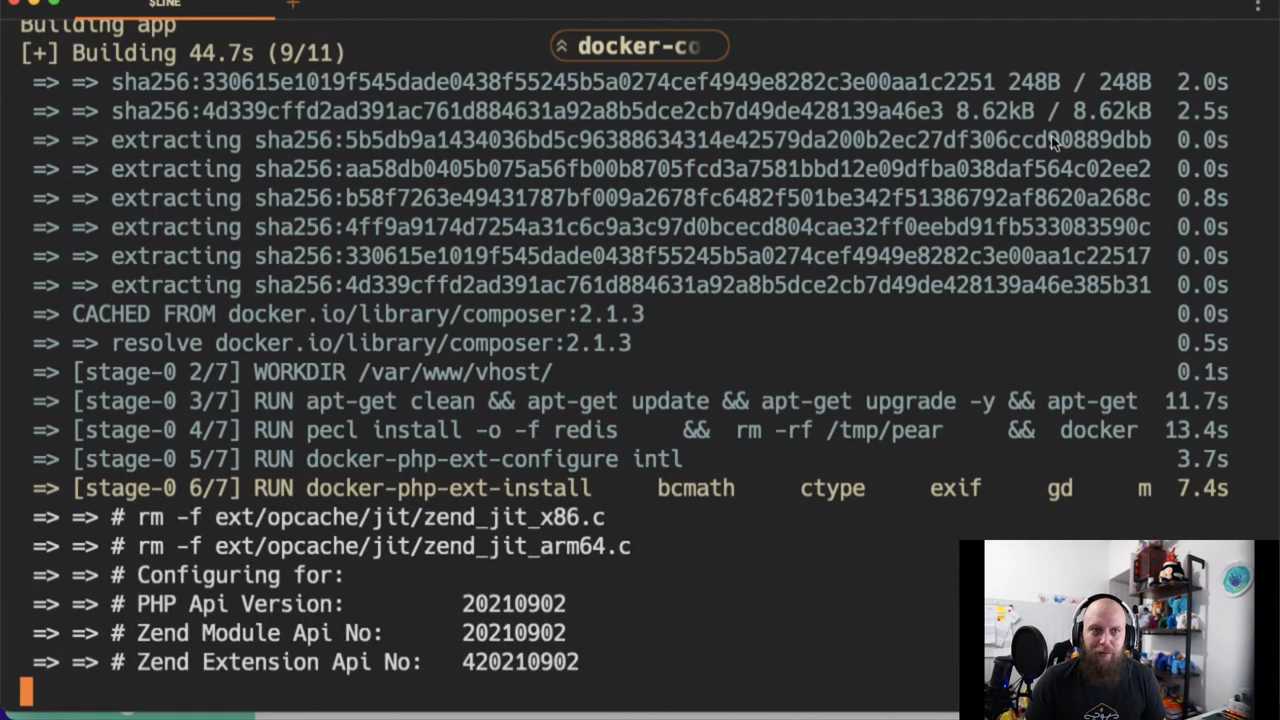 $LINE
+
Building app
[+] Building 44.7s (9/11)
docker-co
=> => sha256:330615e1019f545dade0438f55245b5a0274cef4949e8282c3e00aa1c2251 248B / 248B 2.0s
=> => sha256:4d339cffd2ad391ac761d884631a92a8b5dce2cb7d49de428139a46e3 8.62kB / 8.62kB 2.5s
=> => extracting sha256:5b5db9a1434036bd5c96388634314e42579da200b2ec27df306ccd90889dbb 0.0s
=> => extracting sha256:aa58db0405b075a56b00b8705fcd3a7581bbd12e09dfba038daf564c02ee2 0.0s
=> => extracting sha256:b58f7263e49431787bf009a2678fc6482f501be342f51386792af8620a268c 0.8s
=> => extracting sha256:4ff9a9174d7254a31c6c9a3c97d0bcecd804cae32ff0eebd91fb533083590c 0.0s
=> => extracting sha256:330615e1019f545dade0438f55245b5a0274cef4949e8282c3e00aa1c22517 0.0s
=> => extracting sha256:4d339cffd2ad391ac761d884631a92a8b5dce2cb7d49de428139a46e385b31 0.0s
=> CACHED FROM docker.io/library/composer:2.1.3 0.0s
=> => resolve docker.io/library/composer:2.1.3 0.5s
=> [stage-0 2/7] WORKDIR /var/www/vhost/ 0.1s
=> [stage-0 3/7] RUN apt-get clean && apt-get update && apt-get upgrade -y && apt-get 11.7s
=> [stage-0 4/7] RUN pecl install -o -f redis && rm -rf /tmp/pear && docker 13.4s
=> [stage-0 5/7] RUN docker-php-ext-configure intl 3.7s
=> [stage-0 6/7] RUN docker-php-ext-install bcmath ctype exif gd m 7.4s
=> => # rm -f ext/opcache/jit/zend_jit_x86.c
=> => # rm -f ext/opcache/jit/zend_jit_arm64.c
=> => # Configuring for:
=> => # PHP Api Version: 20210902
=> => # Zend Module Api No: 20210902
=> => # Zend Extension Api No: 420210902